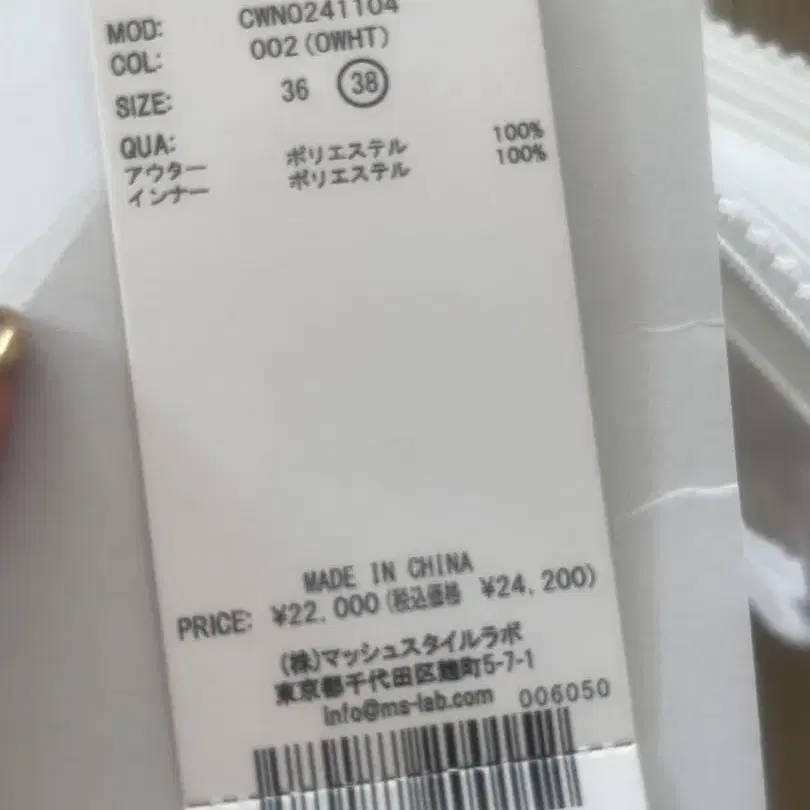 MOD: CWNO241104
COL: 002(OWHT)
SIZE: 36 38
QUA:
アウター ポリエステル 100%
インナー ポリエステル 100%
MADE IN CHINA
PRICE: ¥22,000(税込価格 ¥24,200)
(株)マッシュスタイルラボ
東京都千代田区麹町5-7-1
info@ms-lab.com 006050